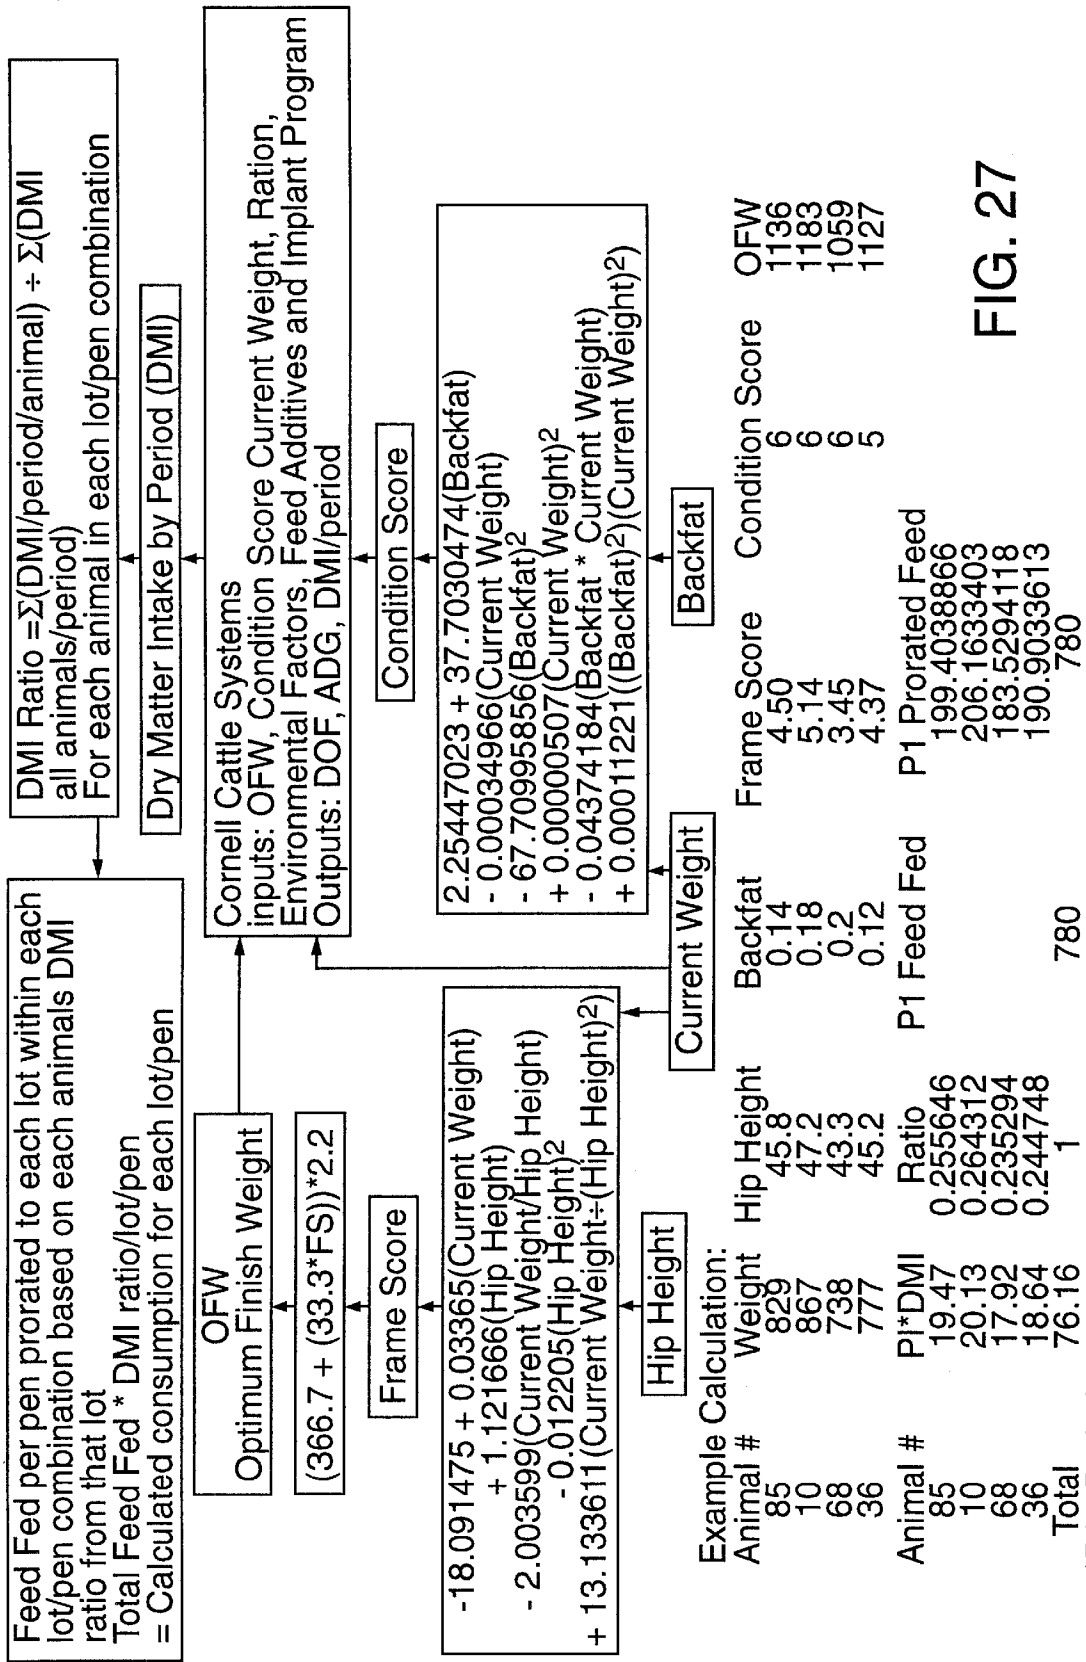 Feed Fed per pen prorated to each lot within each
lot/pen combination based on each animals DMI
ratio from that lot
Total Feed Fed * DMI ratio/lot/pen
= Calculated consumption for each lot/pen
DMI Ratio =Σ(DMI/period/animal) ÷ Σ(DMI
all animals/period)
For each animal in each lot/pen combination
Dry Matter Intake by Period (DMI)
OFW
Optimum Finish Weight
Cornell Cattle Systems
inputs: OFW, Condition Score Current Weight, Ration,
Environmental Factors, Feed Additives and Implant Program
Outputs: DOF, ADG, DMI/period
(366.7 + (33.3*FS))*2.2
Frame Score
Condition Score
-18.091475 + 0.03365(Current Weight)
+ 1.121666(Hip Height)
- 2.003599(Current Weight/Hip Height)
- 0.012205(Hip Height)2
+ 13.133611(Current Weight÷(Hip Height)2)
2.25447023 + 37.703047 4(Backfat)
- 0.00034966(Current Weight)
- 67.70995856(Backfat)2
+ 0.00000507(Current Weight)2
- 0.04374184(Backfat * Current Weight)
+ 0.00011221((Backfat)2)(Current Weight)2)
Hip Height
Current Weight
Backfat
Example Calculation:
Animal # Weight Hip Height Backfat Frame Score Condition Score OFW
85 829 45.8 0.14 4.50 6 1136
10 867 47.2 0.18 5.14 6 1183
68 738 43.3 0.2 3.45 6 1059
36 777 45.2 0.12 4.37 5 1127
Animal # PI*DMI Ratio P1 Feed Fed P1 Prorated Feed
85 19.47 0.255646 199.4038866
10 20.13 0.264312 206.1633403
68 17.92 0.235294 183.5294118
36 18.64 0.244748 190.9033613
Total 76.16 1 780 780
FIG. 27